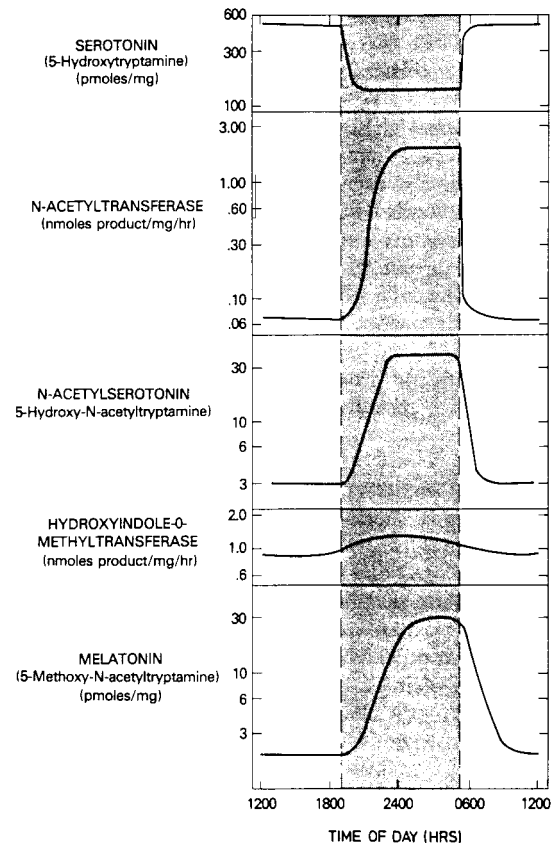 SEROTONIN
(5-Hydroxytryptamine)
(pmoles/mg)
600
300
100
N-ACETYLTRANSFERASE
(nmoles product/mg/hr)
3.00
1.00
.60
.30
.10
.06
N-ACETYLSEROTONIN
5-Hydroxy-N-acetyltryptamine)
30
10
6
3
HYDROXYINDOLE-O-
METHYLTRANSFERASE
(nmoles product/mg/hr)
2.0
1.0
.6
MELATONIN
(5-Methoxy-N-acetyltryptamine)
(pmoles/mg)
30
10
6
3
1200 1800 2400 0600 1200
TIME OF DAY (HRS)